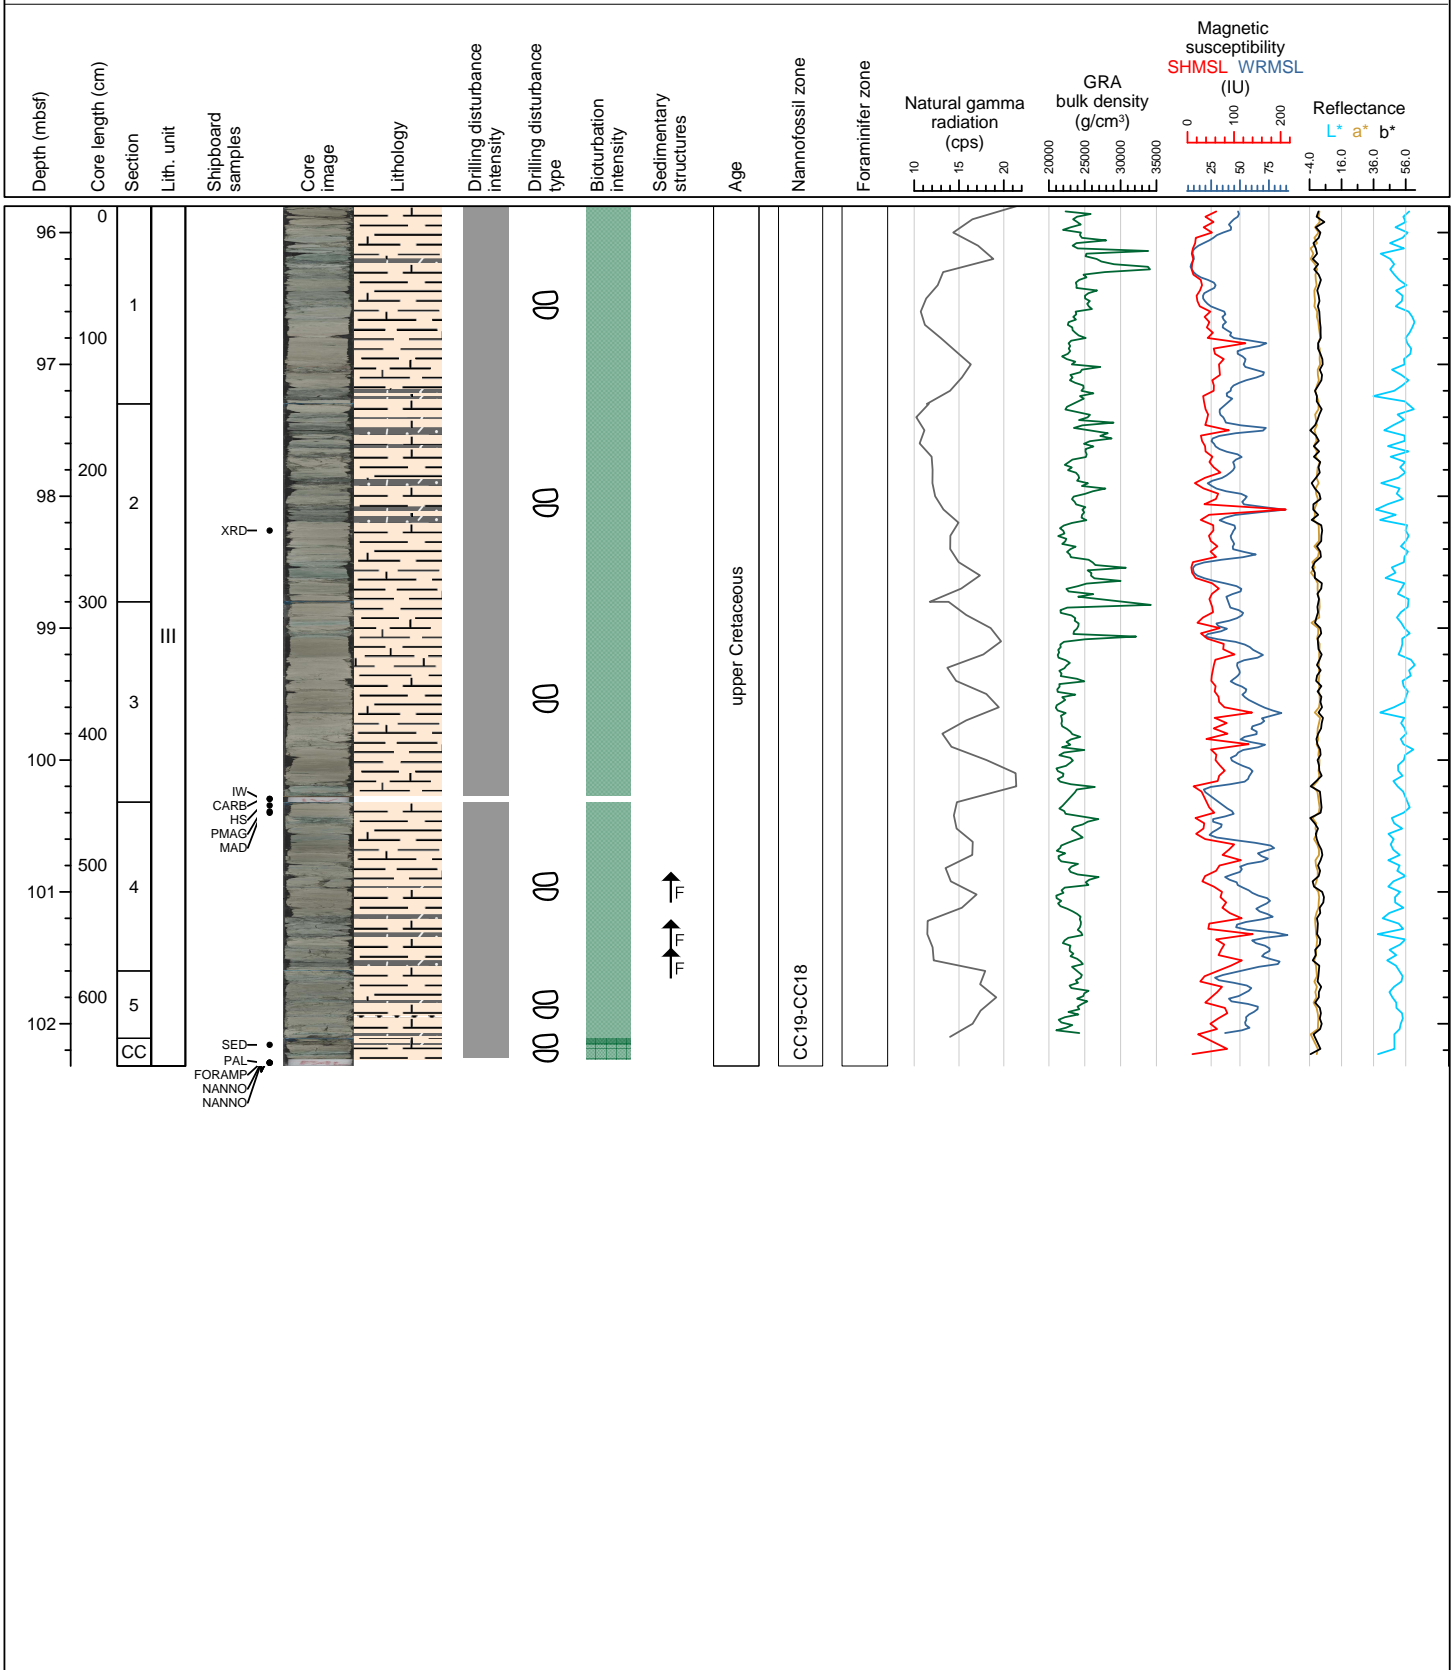 Depth (mbsf)
Core length (cm)
Section
Lith. unit
Shipboard
samples
Core
image
Lithology
Drilling disturbance
intensity
Drilling disturbance
type
Bioturbation
intensity
Sedimentary
structures
Age
Nannofossil zone
Foraminifer zone
Natural gamma
radiation
(cps)
10 15 20
GRA
bulk density
(g/cm³)
20000 25000 30000 35000
Magnetic
susceptibility
SHMSL WRMSL
(IU)
0 100 200
25 50 75
Reflectance
L* a* b*
-4.0 16.0 36.0 56.0
96
97
98
99
100
101
102
0
100
200
300
400
500
600
1
2
3
4
5
CC
III
XRD
IW
CARB
HS
PMAG
MAD
SED
PAL
FORAMP
NANNO
NANNO
F
F
F
upper Cretaceous
CC19-CC18